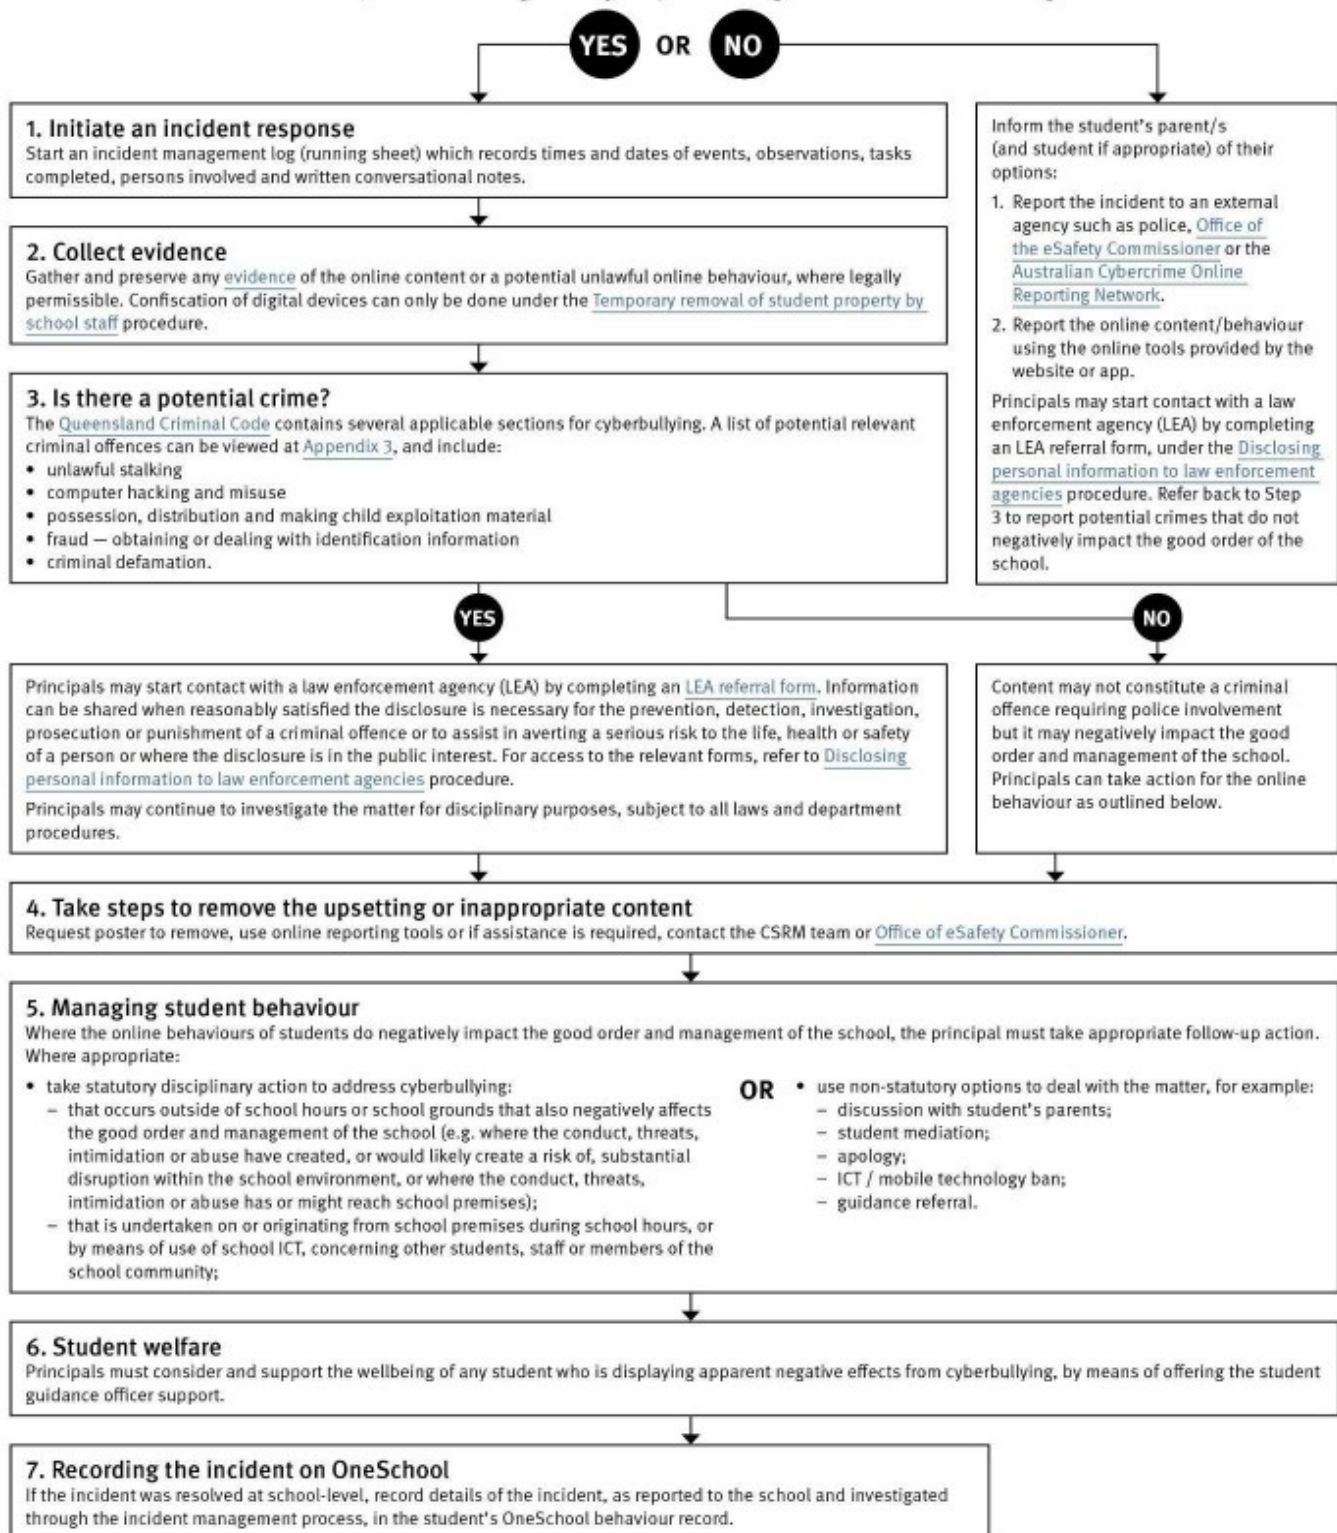 YES OR NO
1. Initiate an incident response
Start an incident management log (running sheet) which records times and dates of events, observations, tasks
completed, persons involved and written conversational notes.
2. Collect evidence
Gather and preserve any evidence of the online content or a potential unlawful online behaviour, where legally
permissible. Confiscation of digital devices can only be done under the Temporary removal of student property by
school staff procedure.
3. Is there a potential crime?
The Queensland Criminal Code contains several applicable sections for cyberbullying. A list of potential relevant
criminal offences can be viewed at Appendix 3, and include:
• unlawful stalking
• computer hacking and misuse
• possession, distribution and making child exploitation material
• fraud — obtaining or dealing with identification information
• criminal defamation.
Inform the student's parent/s
(and student if appropriate) of their
options:
1. Report the incident to an external
agency such as police, Office of
the eSafety Commissioner or the
Australian Cybercrime Online
Reporting Network.
2. Report the online content/behaviour
using the online tools provided by the
website or app.
Principals may start contact with a law
enforcement agency (LEA) by completing
an LEA referral form, under the Disclosing
personal information to law enforcement
agencies procedure. Refer back to Step
3 to report potential crimes that do not
negatively impact the good order of the
school.
YES
NO
Principals may start contact with a law enforcement agency (LEA) by completing an LEA referral form. Information
can be shared when reasonably satisfied the disclosure is necessary for the prevention, detection, investigation,
prosecution or punishment of a criminal offence or to assist in averting a serious risk to the life, health or safety
of a person or where the disclosure is in the public interest. For access to the relevant forms, refer to Disclosing
personal information to law enforcement agencies procedure.
Principals may continue to investigate the matter for disciplinary purposes, subject to all laws and department
procedures.
Content may not constitute a criminal
offence requiring police involvement
but it may negatively impact the good
order and management of the school.
Principals can take action for the online
behaviour as outlined below.
4. Take steps to remove the upsetting or inappropriate content
Request poster to remove, use online reporting tools or if assistance is required, contact the CSRM team or Office of eSafety Commissioner.
5. Managing student behaviour
Where the online behaviours of students do negatively impact the good order and management of the school, the principal must take appropriate follow-up action.
Where appropriate:
• take statutory disciplinary action to address cyberbullying:
– that occurs outside of school hours or school grounds that also negatively affects
the good order and management of the school (e.g. where the conduct, threats,
intimidation or abuse have created, or would likely create a risk of, substantial
disruption within the school environment, or where the conduct, threats,
intimidation or abuse has or might reach school premises);
– that is undertaken on or originating from school premises during school hours, or
by means of use of school ICT, concerning other students, staff or members of the
school community;
OR
• use non-statutory options to deal with the matter, for example:
– discussion with student's parents;
– student mediation;
– apology;
– ICT / mobile technology ban;
– guidance referral.
6. Student welfare
Principals must consider and support the wellbeing of any student who is displaying apparent negative effects from cyberbullying, by means of offering the student
guidance officer support.
7. Recording the incident on OneSchool
If the incident was resolved at school-level, record details of the incident, as reported to the school and investigated
through the incident management process, in the student's OneSchool behaviour record.